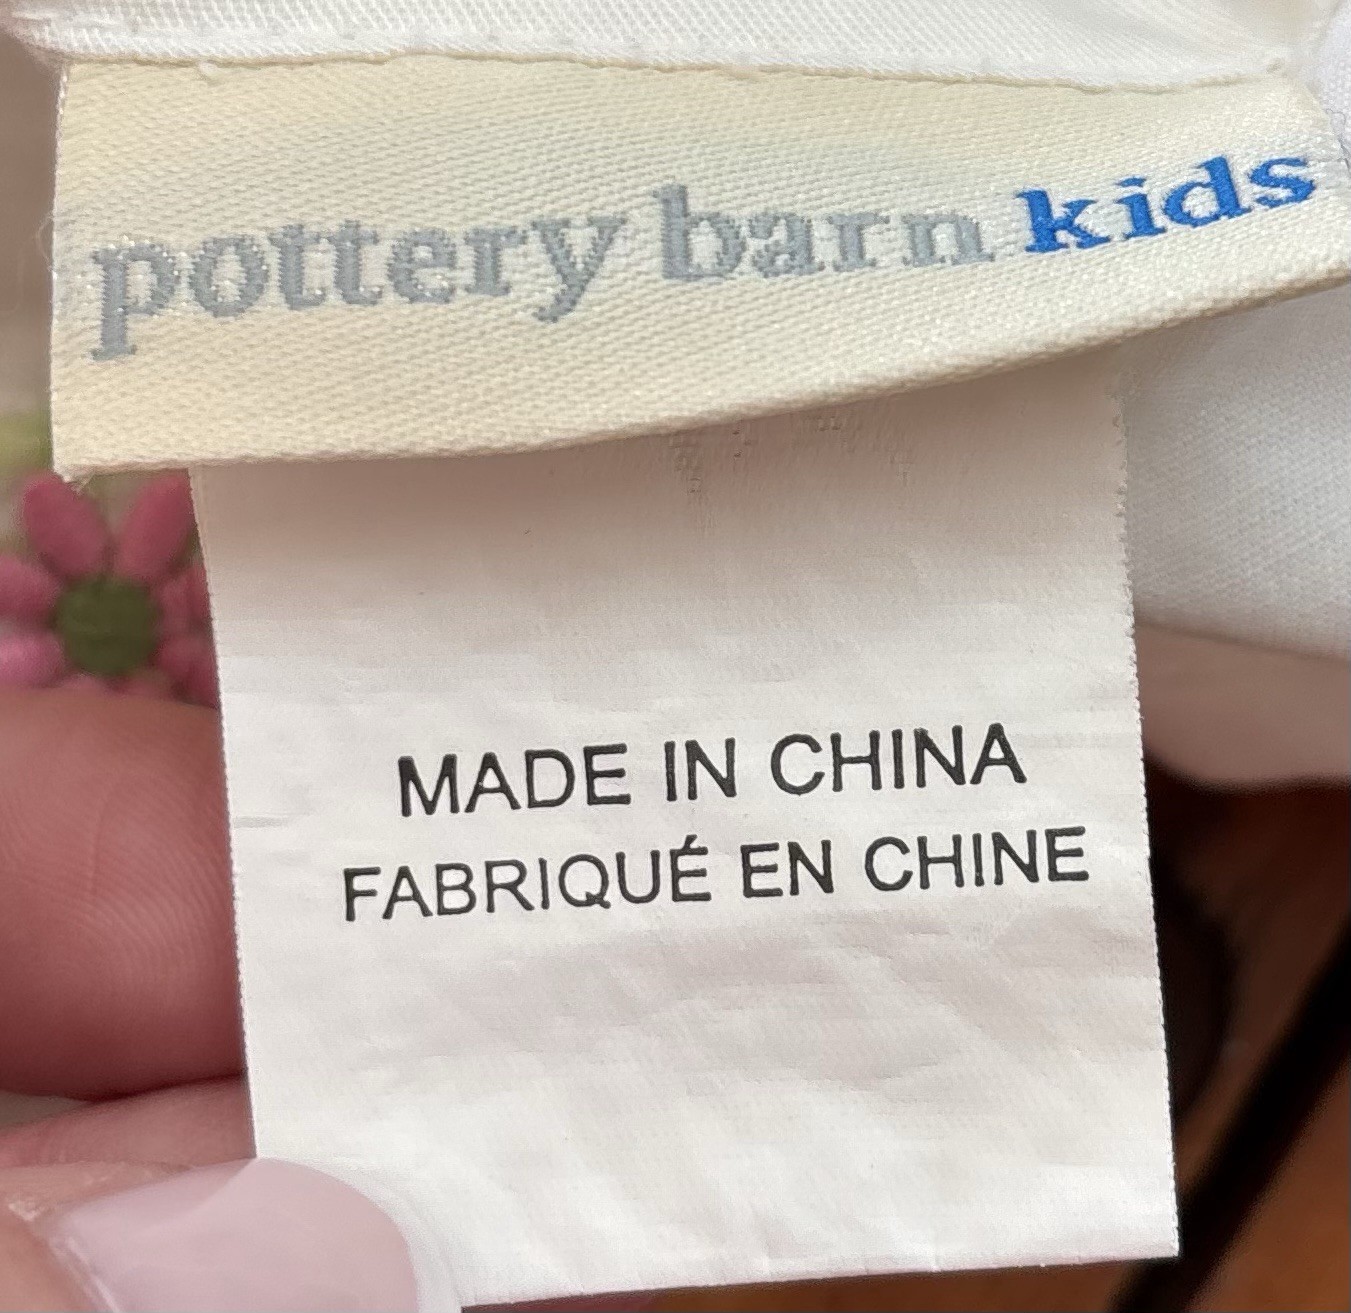 pottery barn kids
MADE IN CHINA
FABRIQUÉ EN CHINE